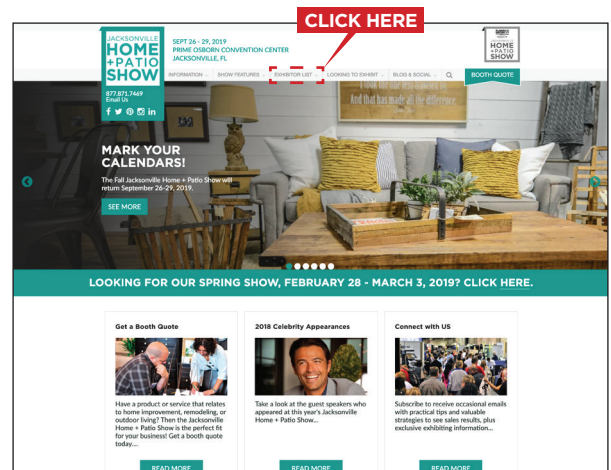 CLICK HERE
JACKSONVILLE
HOME
+PATIO
SHOW
SEPT 26 - 29, 2019
PRIME OSBORN CONVENTION CENTER
JACKSONVILLE, FL
HOME
+PATIO
SHOW
INFORMATION
SHOW FEATURES
EXHIBITOR LIST
LOOKING TO EXHIBIT
BLOG & SOCIAL
BOOTH QUOTE
877.871.7469
Email Us
And that has made all the difference.
MARK YOUR
CALENDARS!
The Fall Jacksonville Home + Patio Show will
return September 26-29, 2019.
SEE MORE
LOOKING FOR OUR SPRING SHOW, FEBRUARY 28 - MARCH 3, 2019? CLICK HERE.
Get a Booth Quote
Have a product or service that relates
to home improvement, remodeling, or
outdoor living? Then the Jacksonville
Home + Patio Show is the perfect fit
for your business! Get a booth quote
today....
READ MORE
2018 Celebrity Appearances
Take a look at the guest speakers who
appeared at this year's Jacksonville
Home + Patio Show...
Connect with US
Subscribe to receive occasional emails
with practical tips and valuable
strategies to see sales results, plus
exclusive exhibiting information...
READ MORE
READ MORE